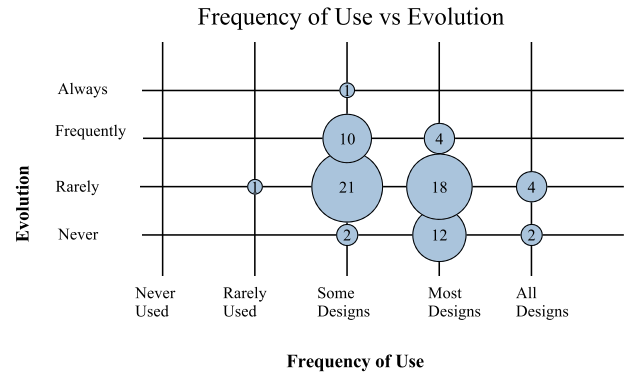 Frequency of Use vs Evolution
Always
1
Frequently
10
4
Evolution
Rarely
1
21
18
4
Never
2
12
2
Never
Used
Rarely
Used
Some
Designs
Most
Designs
All
Designs
Frequency of Use